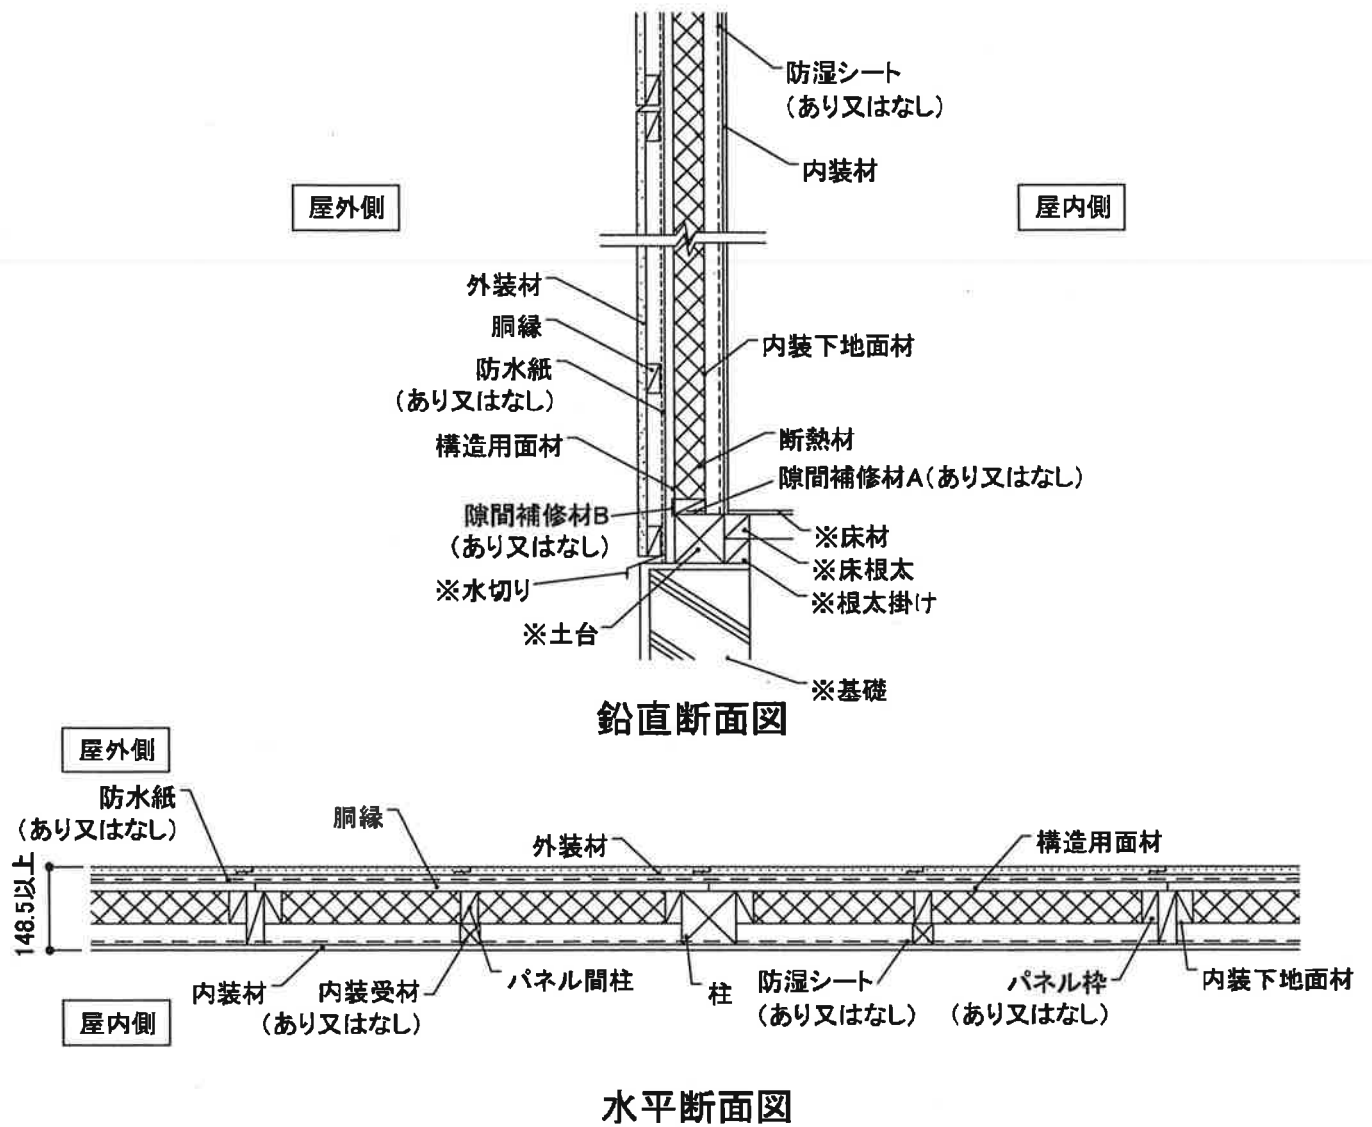 防湿シート
（あり又はなし）
内装材
屋外側
屋内側
外装材
胴縁
防水紙
（あり又はなし）
構造用面材
隙間補修材B
（あり又はなし）
※水切り
※土台
内装下地面材
断熱材
隙間補修材A（あり又はなし）
※床材
※床根太
※根太掛け
※基礎
鉛直断面図
屋外側
防水紙
（あり又はなし）
胴縁
外装材
構造用面材
148.5以上
内装材
内装受材
（あり又はなし）
パネル間柱
柱
防湿シート
（あり又はなし）
パネル枠
（あり又はなし）
内装下地面材
屋内側
水平断面図